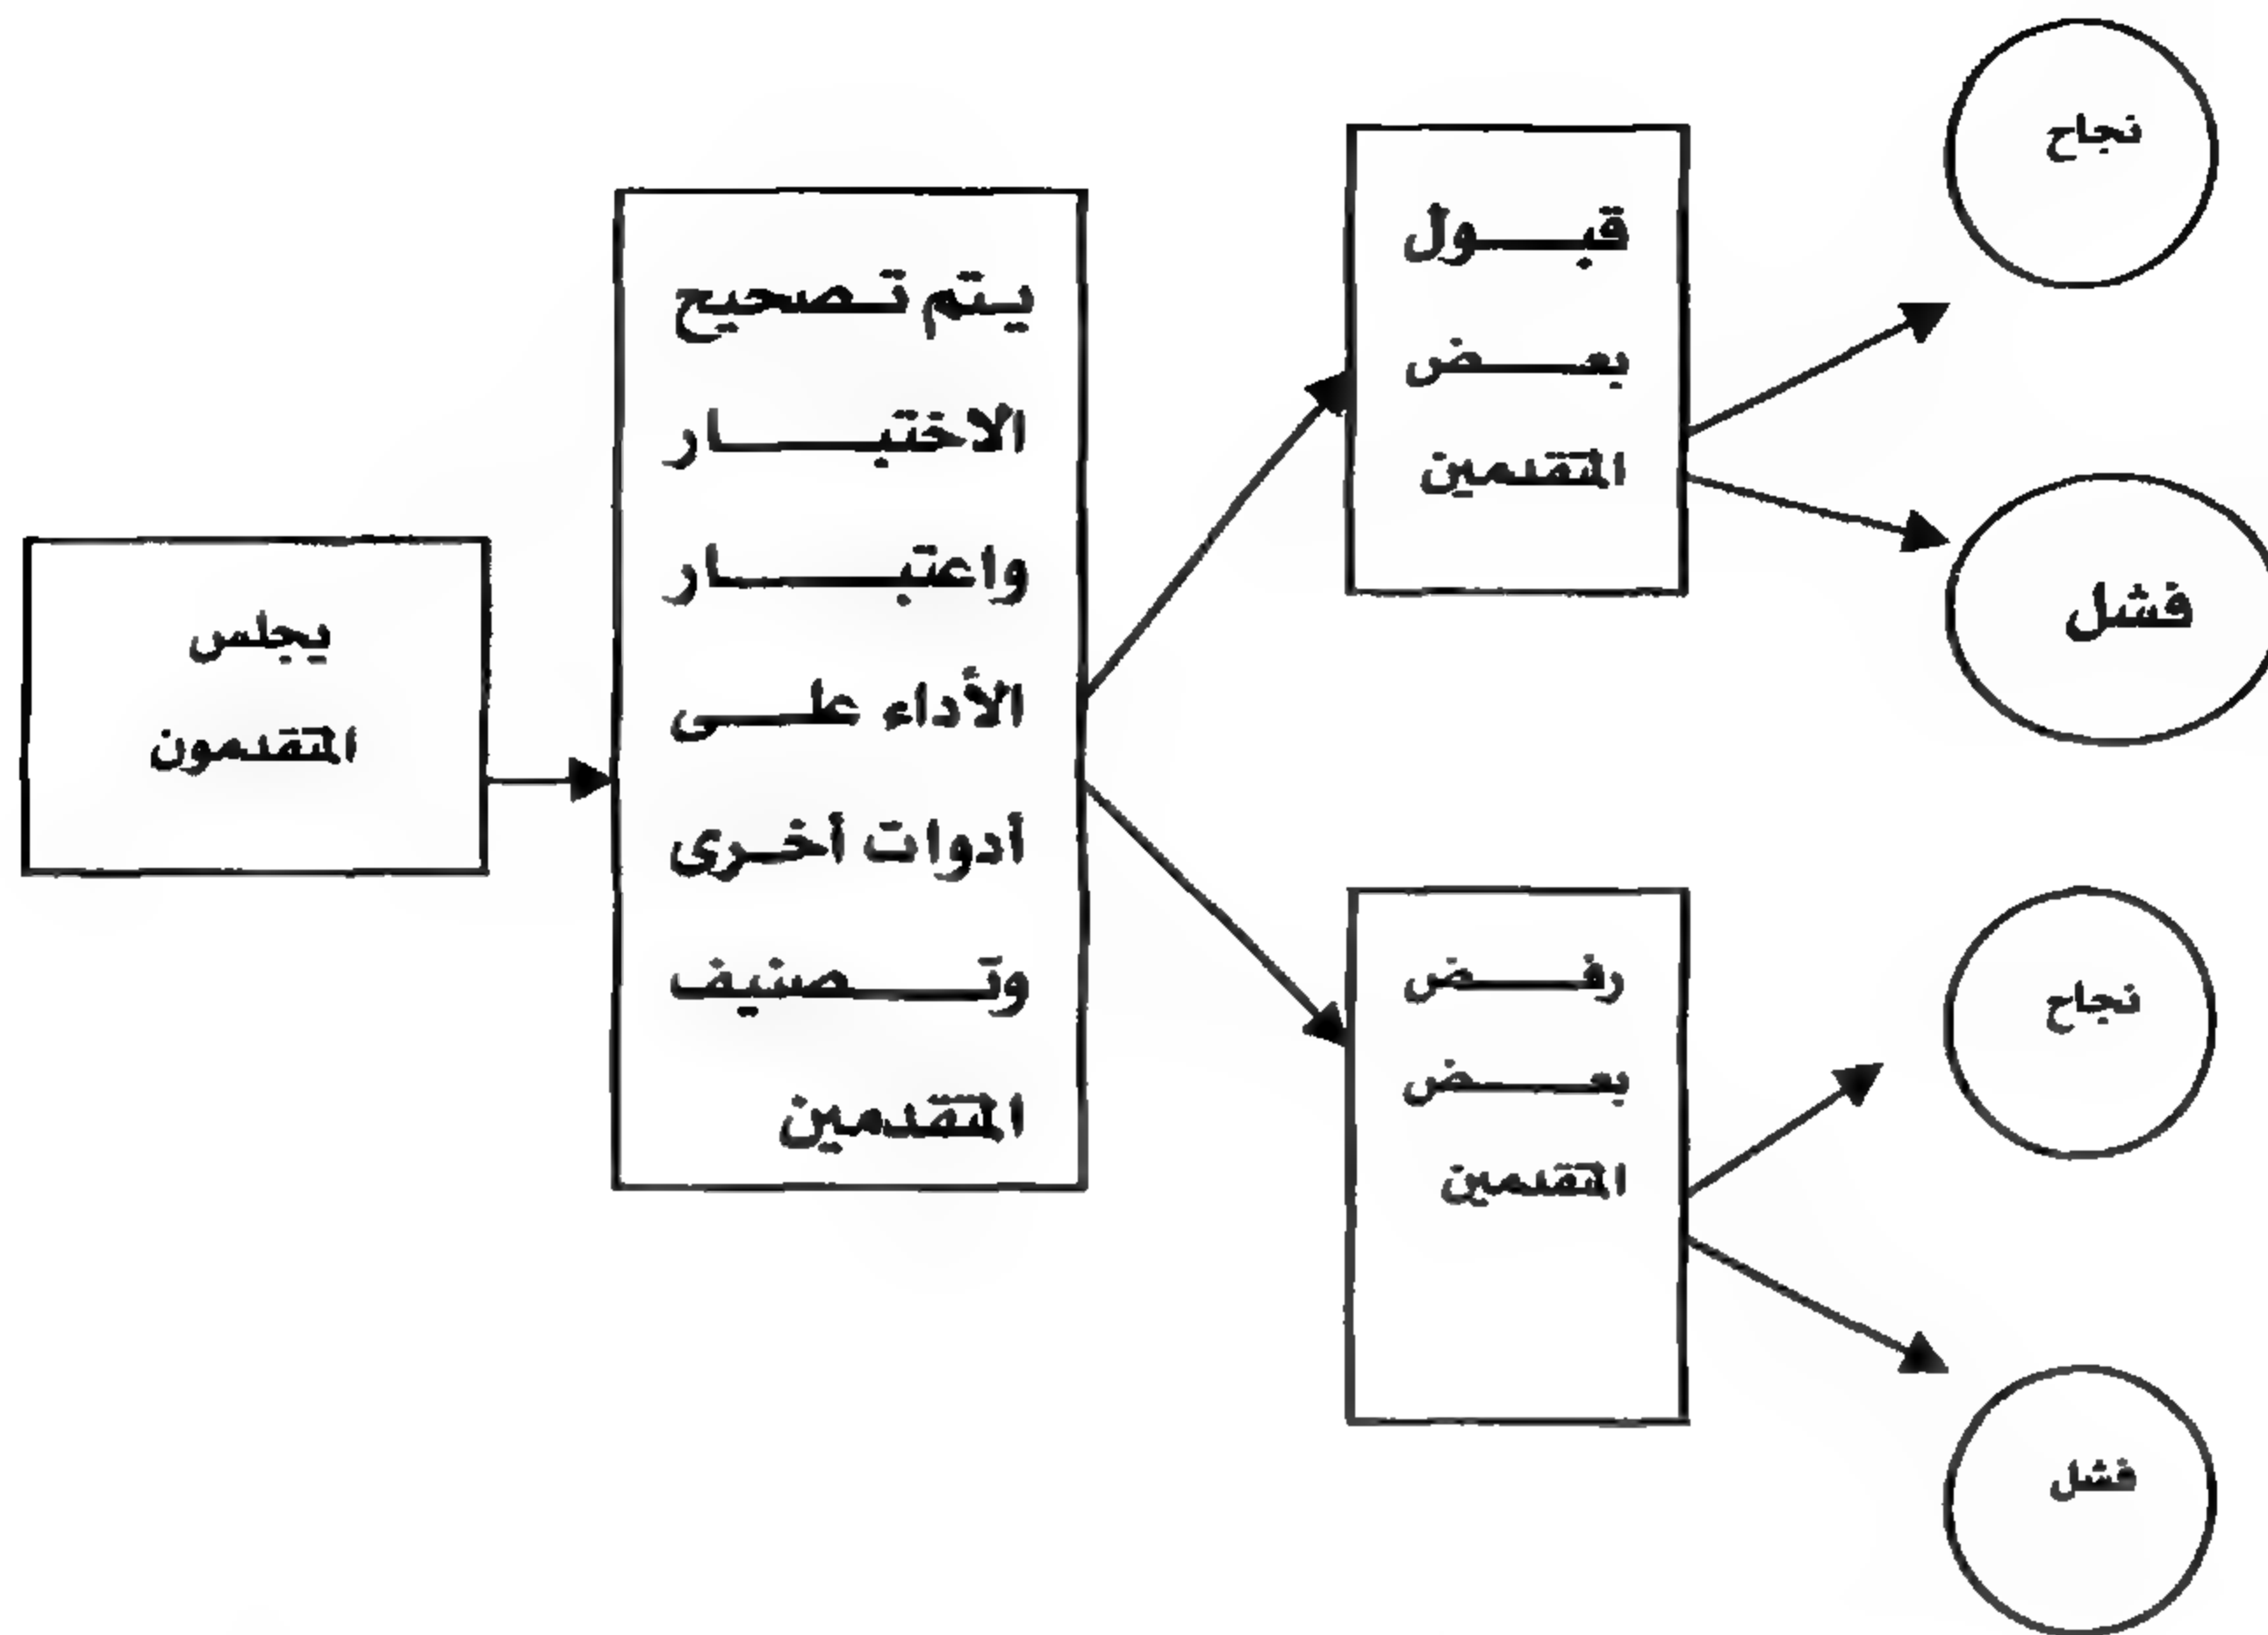 يجلس
المتقدمون
يتم تصحيح
الاختبار
واعتبار
الأداء على
أدوات أخرى
وتصنيف
المتقدمين
قبول
بعض
المتقدمين
رفض
بعض
المتقدمين
نجاح
فشل
نجاح
فشل